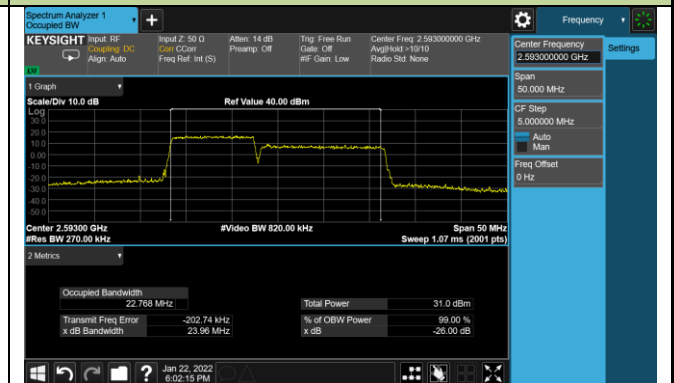 Spectrum Analyzer 1
Occupied BW
+
Frequency
KEYSIGHT
Input: RF
Coupling: DC
Align: Auto
Input Z: 50 Ω
Corr CCorr
Freq Ref: Int (S)
Atten: 14 dB
Preamp: Off
Trig: Free Run
Gate: Off
#IF Gain: Low
Center Freq: 2.593000000 GHz
Avg|Hold:>10/10
Radio Std: None
Center Frequency
2.593000000 GHz
Settings
Span
50.000 MHz
CF Step
5.000000 MHz
Auto
Man
Freq Offset
0 Hz
1 Graph
Scale/Div 10.0 dB
Ref Value 40.00 dBm
Log
30.0
20.0
10.0
0.00
-10.0
-20.0
-30.0
-40.0
-50.0
Center 2.59300 GHz
#Video BW 820.00 kHz
Span 50 MHz
#Res BW 270.00 kHz
Sweep 1.07 ms (2001 pts)
2 Metrics
Occupied Bandwidth
22.768 MHz
Total Power
31.0 dBm
Transmit Freq Error
-202.74 kHz
% of OBW Power
99.00 %
x dB Bandwidth
23.96 MHz
x dB
-26.00 dB
?
Jan 22, 2022
6:02:15 PM